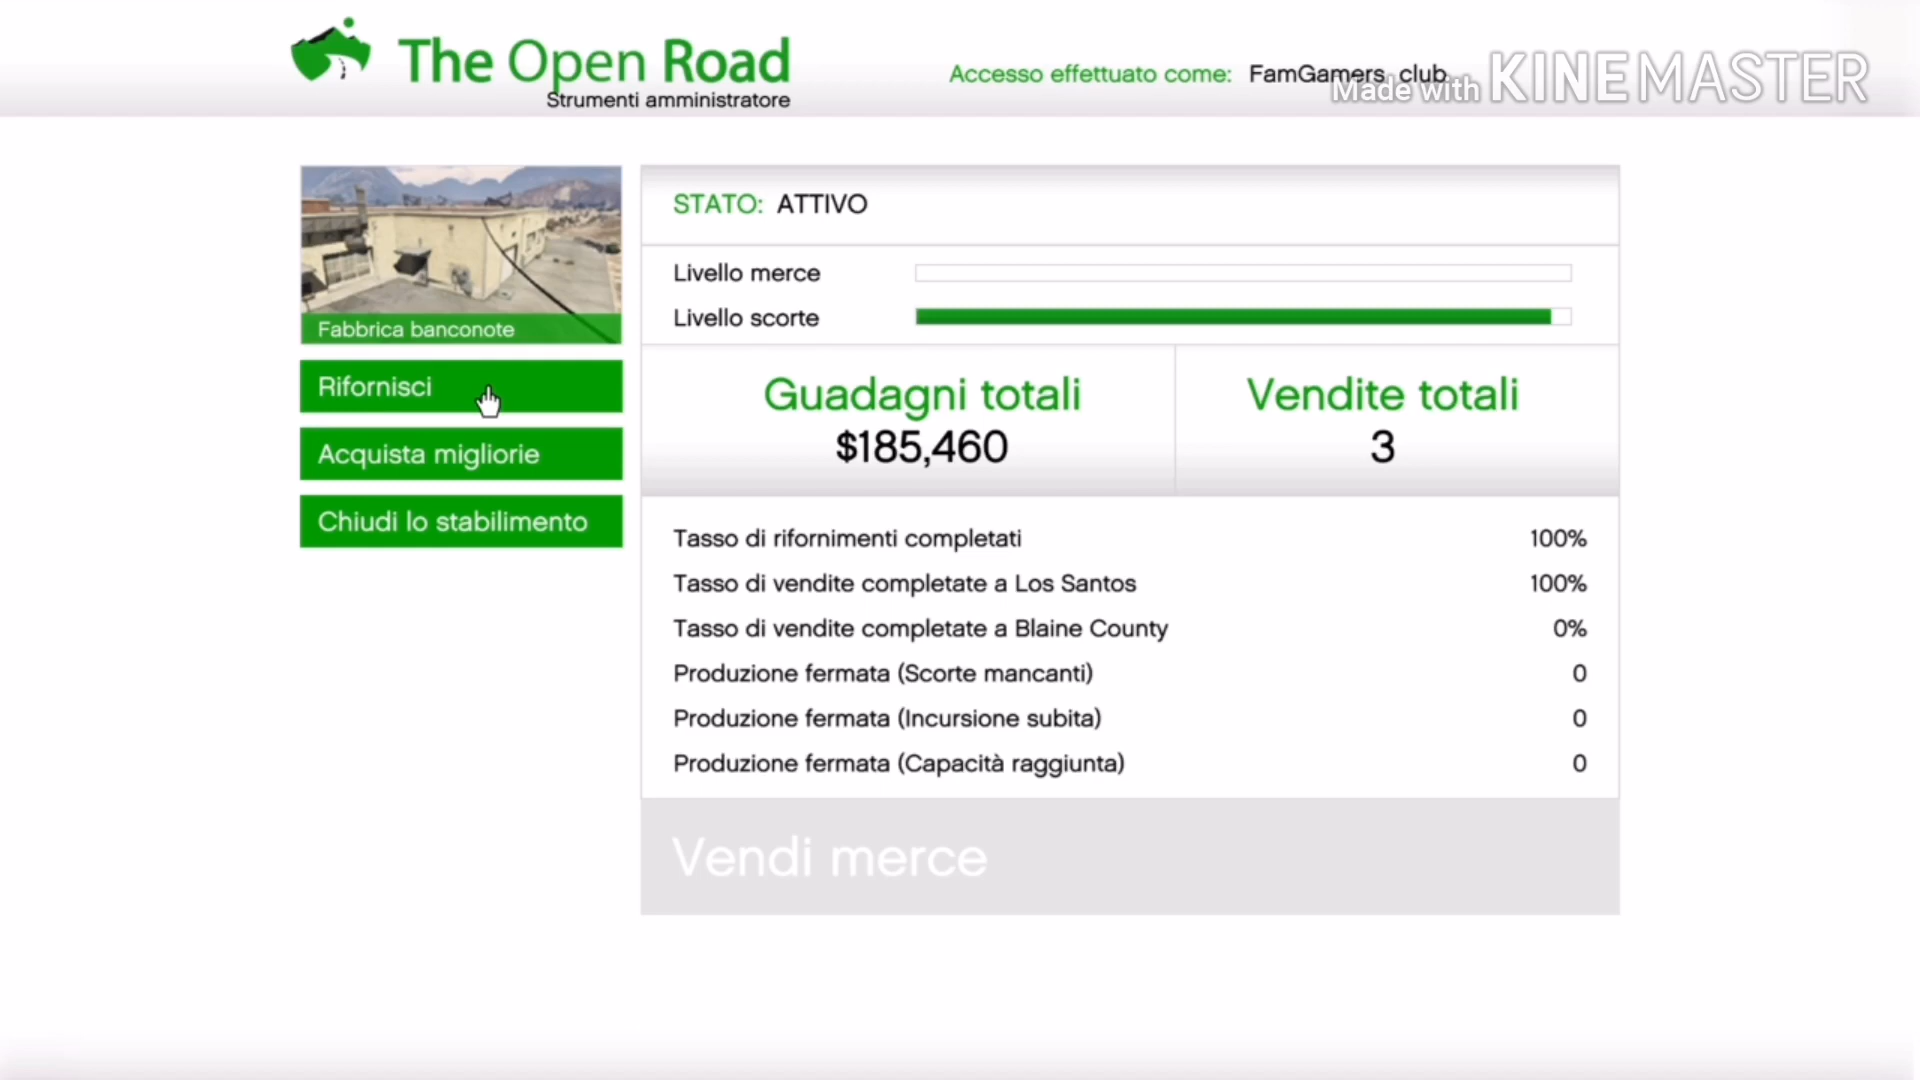 The Open Road
Strumenti amministratore
Accesso effettuato come: FamGamers_club
Made with KINEMASTER
Fabbrica banconote
Rifornisci
Acquista migliorie
Chiudi lo stabilimento
STATO: ATTIVO
Livello merce
Livello scorte
Guadagni totali
$185,460
Vendite totali
3
Tasso di rifornimenti completati 100%
Tasso di vendite completate a Los Santos 100%
Tasso di vendite completate a Blaine County 0%
Produzione fermata (Scorte mancanti) 0
Produzione fermata (Incursione subita) 0
Produzione fermata (Capacità raggiunta) 0
Vendi merce